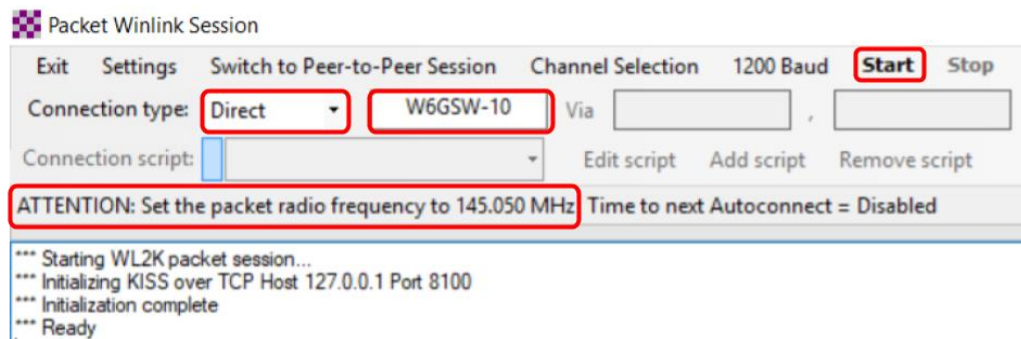 Packet Winlink Session
Exit Settings Switch to Peer-to-Peer Session Channel Selection 1200 Baud Start Stop
Connection type: Direct W6GSW-10 Via ,
Connection script: Edit script Add script Remove script
ATTENTION: Set the packet radio frequency to 145.050 MHz Time to next Autoconnect = Disabled
*** Starting WL2K packet session...
*** Initializing KISS over TCP Host 127.0.0.1 Port 8100
*** Initialization complete
*** Ready